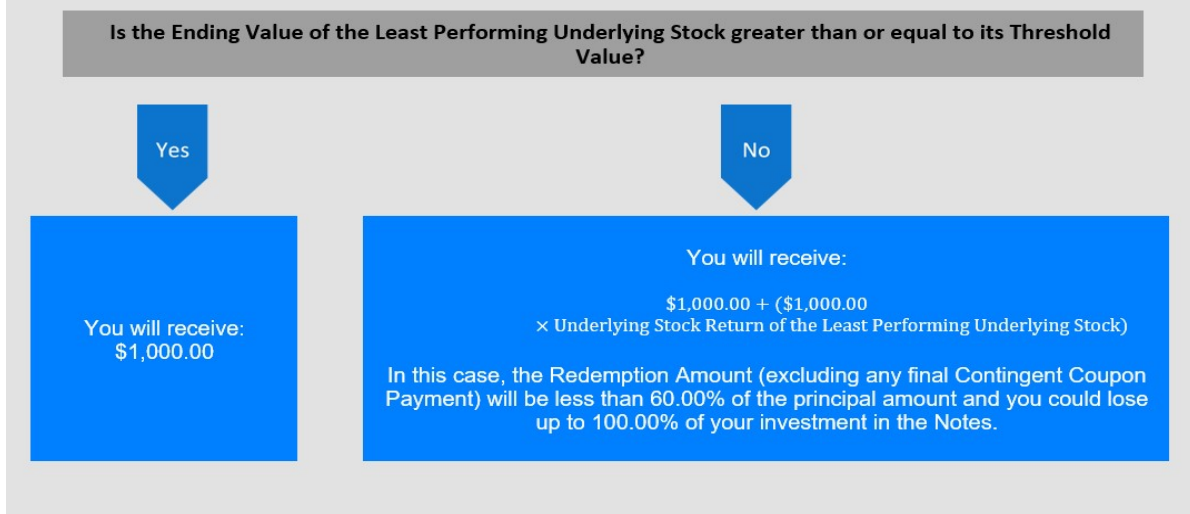 Is the Ending Value of the Least Performing Underlying Stock greater than or equal to its Threshold
Value?
Yes
No
You will receive:
$1,000.00
You will receive:
$1,000.00 + ($1,000.00
× Underlying Stock Return of the Least Performing Underlying Stock)
In this case, the Redemption Amount (excluding any final Contingent Coupon
Payment) will be less than 60.00% of the principal amount and you could lose
up to 100.00% of your investment in the Notes.